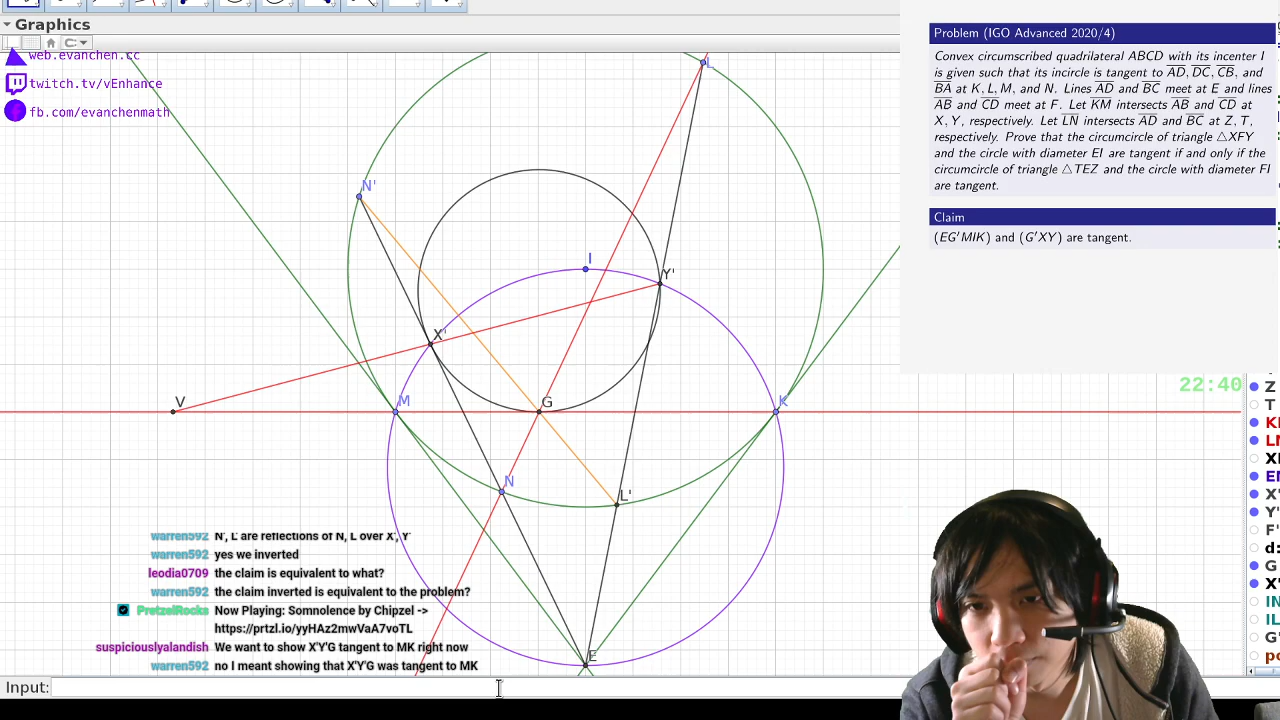 Graphics
web.evanchen.cc
twitch.tv/vEnhance
fb.com/evanchenmath
Problem (IGO Advanced 2020/4)
Convex circumscribed quadrilateral ABCD with its incenter I
is given such that its incircle is tangent to AD, DC, CB, and
BA at K, L, M, and N. Lines AD and BC meet at E and lines
AB and CD meet at F. Let KM intersects AB and CD at
X, Y, respectively. Let LN intersects AD and BC at Z, T,
respectively. Prove that the circumcircle of triangle △XFY
and the circle with diameter EI are tangent if and only if the
circumcircle of triangle △TEZ and the circle with diameter FI
are tangent.
Claim
(EG′MIK) and (G′XY) are tangent.
L
N'
I
Y'
X'
V
M
G
K
N
L'
E
22:40
Z
T
X'
Y'
F'
d:
G
X'
G'
warren592 N', L' are reflections of N, L over X', Y'
warren592 yes we inverted
leodia0709 the claim is equivalent to what?
warren592 the claim inverted is equivalent to the problem?
PretzelRocks Now Playing: Somnolence by Chipzel ->
https://prtzl.io/yyHAz2mwVaA7voTL
suspiciouslyalandish We want to show X'Y'G tangent to MK right now
warren592 no I meant showing that X'Y'G was tangent to MK
Input: